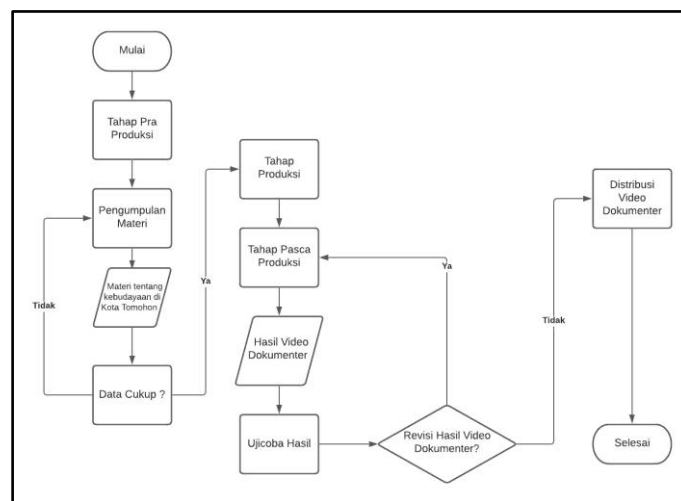 Mulai
Tahap Pra
Produksi
Pengumpulan
Materi
Materi tentang
kebudayaan di
Kota Tomohon
Tidak
Data Cukup ?
Ya
Tahap
Produksi
Tahap Pasca
Produksi
Hasil Video
Dokumenter
Ujicoba Hasil
Revisi Hasil Video
Dokumenter?
Ya
Tidak
Distribusi
Video
Dokumenter
Selesai